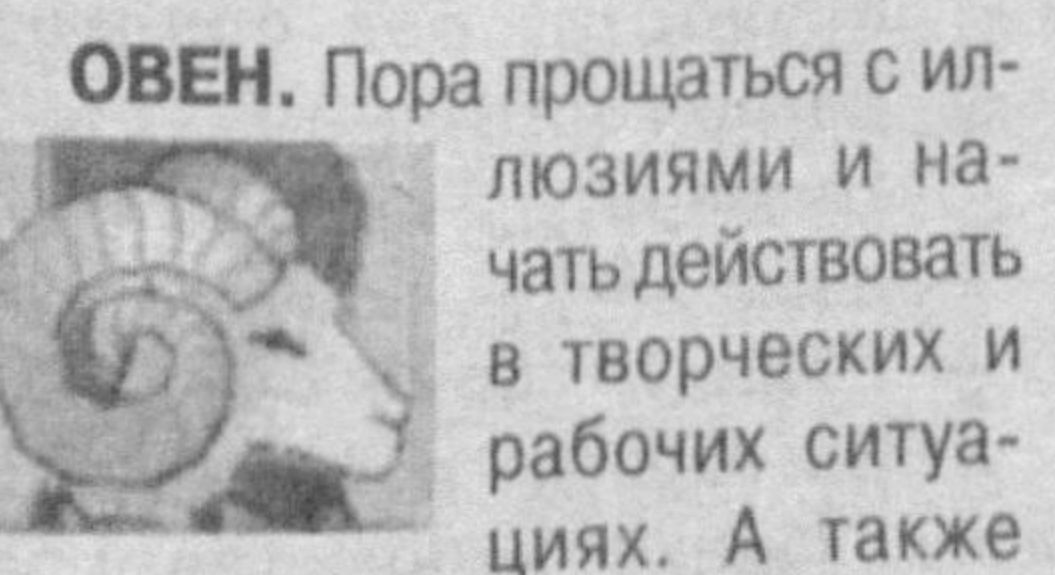 ОВЕН. Пора прощаться с ил-
люзиями и на-
чать действовать
в творческих и
рабочих ситуа-
циях. А также